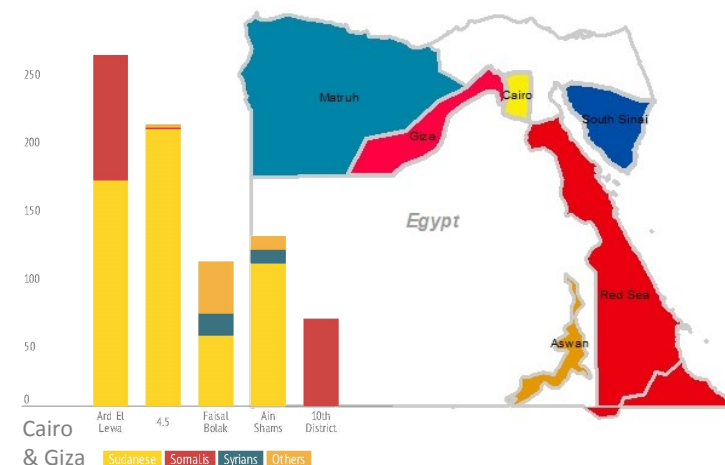 250
200
150
100
50
0
Ard El
Lewa
4.5
Faisal
Bolak
Ain
Shams
10th
District
Cairo
& Giza
Sudanese Somalis Syrians Others
Matruh
Giza
Cairo
South Sinai
Egypt
Red Sea
Aswan